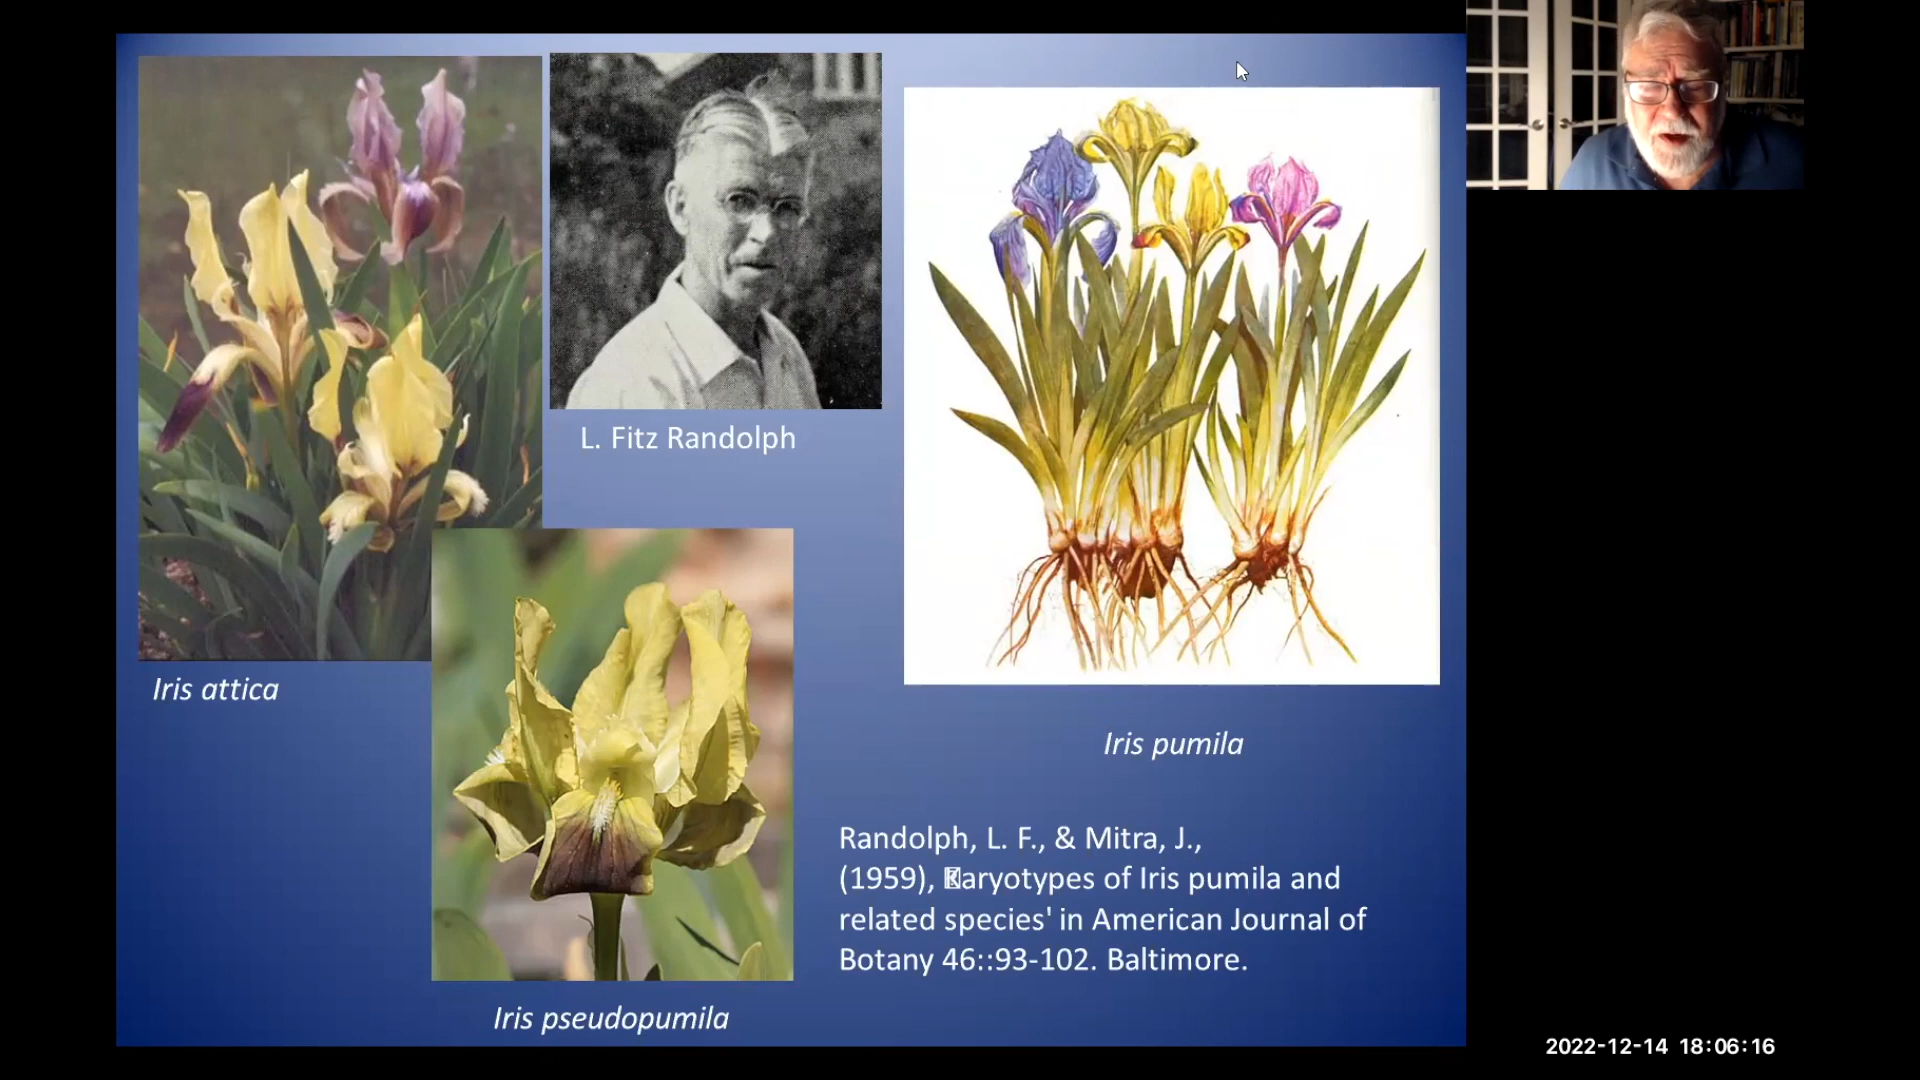 L. Fitz Randolph
Iris attica
Iris pumila
Randolph, L. F., & Mitra, J.,
(1959), Karyotypes of Iris pumila and
related species' in American Journal of
Botany 46::93-102. Baltimore.
Iris pseudopumila
2022-12-14 18:06:16